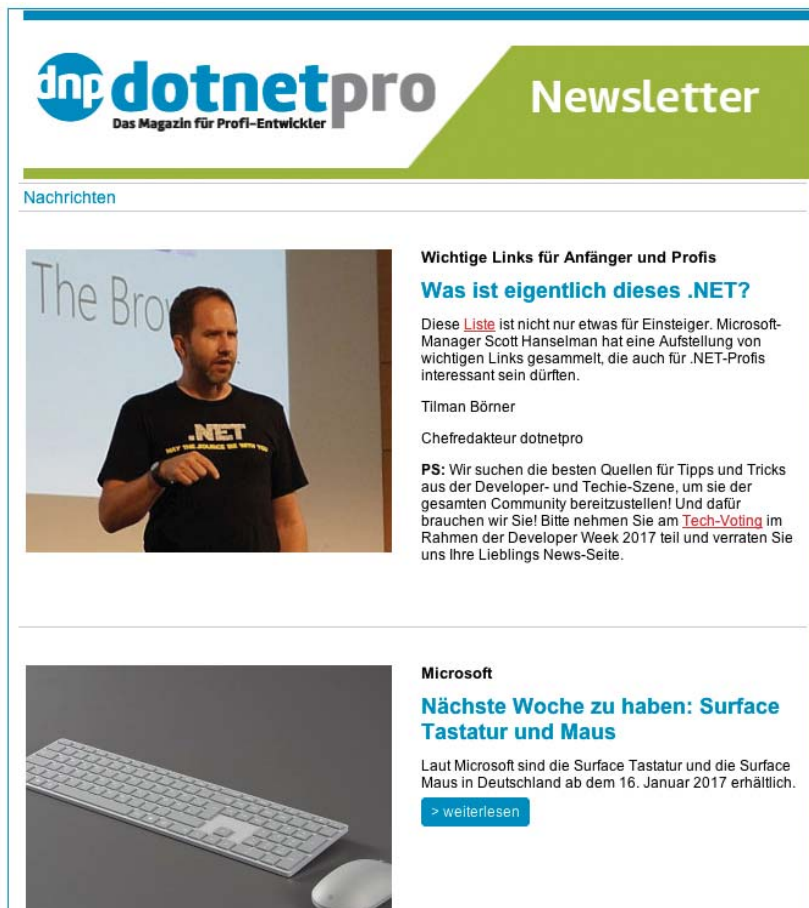 dnp dotnetpro
Das Magazin für Profi-Entwickler
Newsletter
Nachrichten
The Bro
.NET
MAY THE SOURCE BE WITH YOU
Wichtige Links für Anfänger und Profis
Was ist eigentlich dieses .NET?
Diese Liste ist nicht nur etwas für Einsteiger. Microsoft-
Manager Scott Hanselman hat eine Aufstellung von
wichtigen Links gesammelt, die auch für .NET-Profis
interessant sein dürften.
Tilman Börner
Chefredakteur dotnetpro
PS: Wir suchen die besten Quellen für Tipps und Tricks
aus der Developer- und Techie-Szene, um sie der
gesamten Community bereitzustellen! Und dafür
brauchen wir Sie! Bitte nehmen Sie am Tech-Voting im
Rahmen der Developer Week 2017 teil und verraten Sie
uns Ihre Lieblings News-Seite.
Microsoft
Nächste Woche zu haben: Surface
Tastatur und Maus
Laut Microsoft sind die Surface Tastatur und die Surface
Maus in Deutschland ab dem 16. Januar 2017 erhältlich.
> weiterlesen